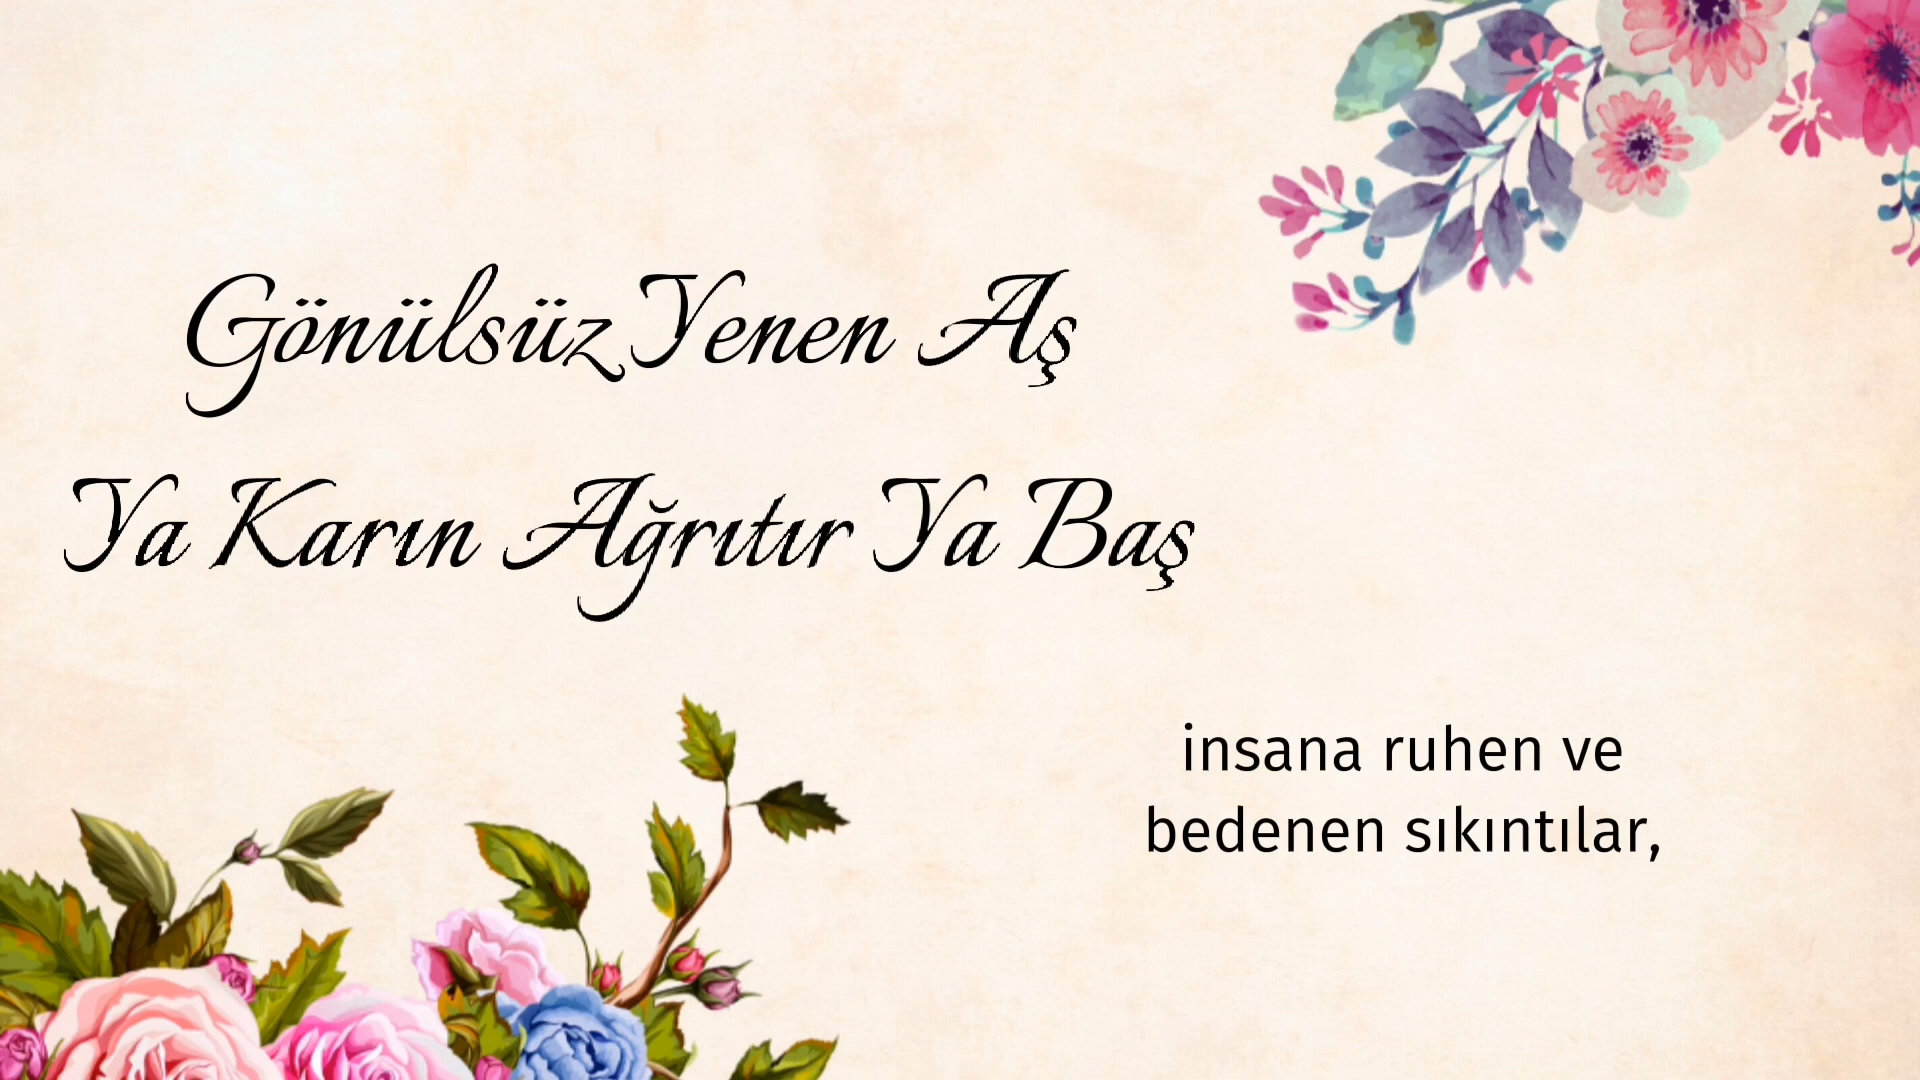 Gönülsüz Yenen Aş
Ya Karın Ağrıtır Ya Baş
insana ruhen ve
bedenen sıkıntılar,